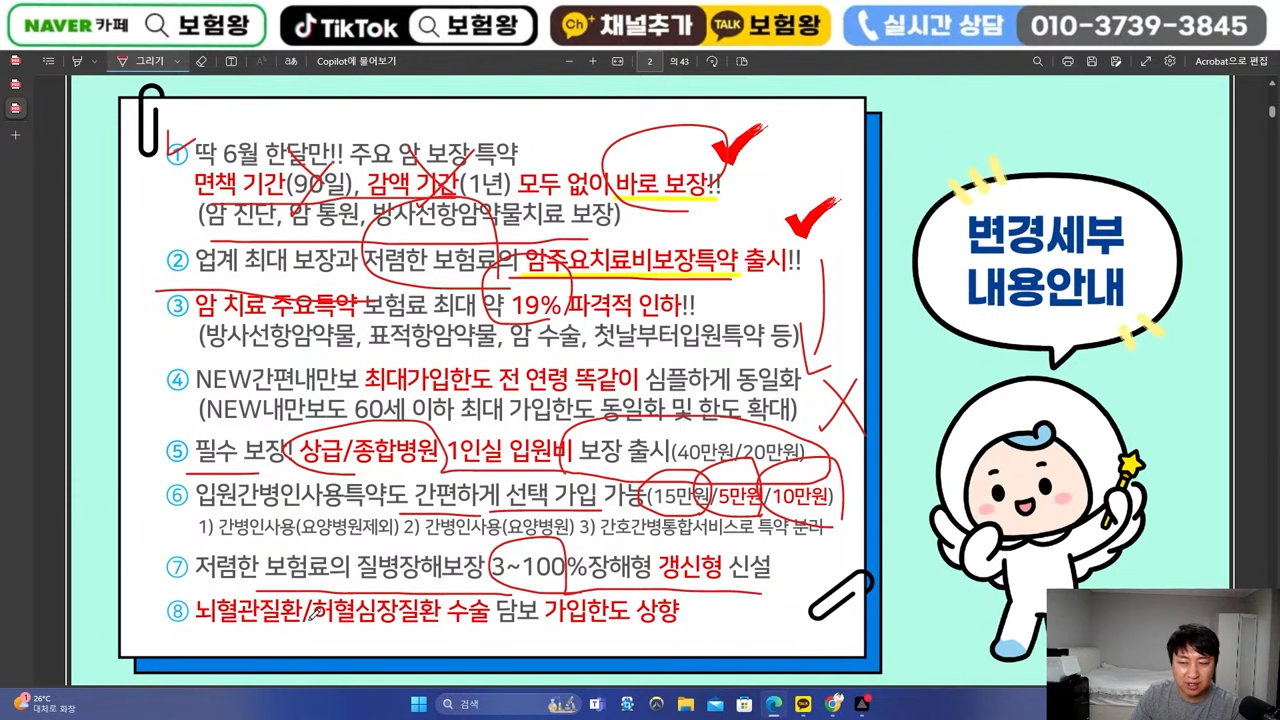 NAVER 카페 보험왕 TikTok 보험왕 Ch+ 채널추가 TALK 보험왕 실시간 상담 010-3739-3845
그리기 가 aあ Copilot에 물어보기 2 의 43 Acrobat으로 편집
① 딱 6월 한달만!! 주요 암 보장 특약
면책 기간(90일), 감액 기간(1년) 모두 없이 바로 보장!!
(암 진단, 암 통원, 방사선항암약물치료 보장)
② 업계 최대 보장과 저렴한 보험료의 암주요치료비보장특약 출시!!
③ 암 치료 주요특약 보험료 최대 약 19% 파격적 인하!!
(방사선항암약물, 표적항암약물, 암 수술, 첫날부터입원특약 등)
④ NEW간편내만보 최대가입한도 전 연령 똑같이 심플하게 동일화
(NEW내만보도 60세 이하 최대 가입한도 동일화 및 한도 확대)
⑤ 필수 보장! 상급/종합병원 1인실 입원비 보장 출시(40만원/20만원)
⑥ 입원간병인사용특약도 간편하게 선택 가입 가능(15만원/5만원/10만원)
1) 간병인사용(요양병원제외) 2) 간병인사용(요양병원) 3) 간호간병통합서비스로 특약 분리
⑦ 저렴한 보험료의 질병장해보장 3~100%장해형 갱신형 신설
⑧ 뇌혈관질환/허혈심장질환 수술 담보 가입한도 상향
변경세부
내용안내
1 26°C
대체로 화창
검색